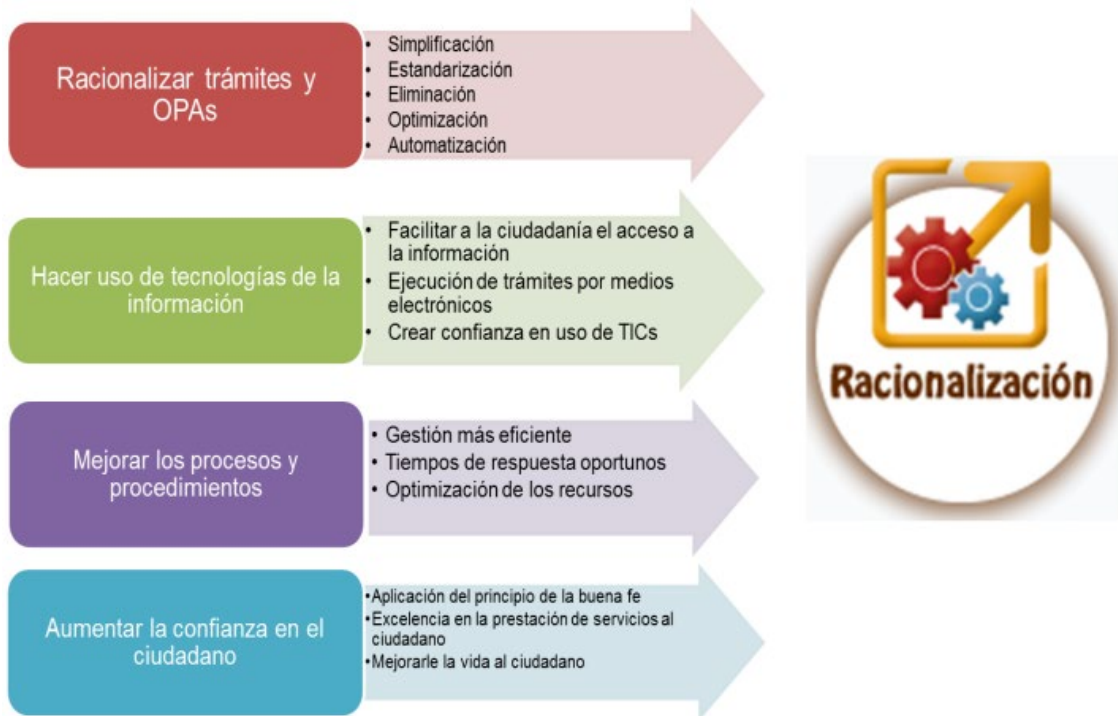 Racionalizar trámites y
OPAs
• Simplificación
• Estandarización
• Eliminación
• Optimización
• Automatización
Hacer uso de tecnologías de la
información
• Facilitar a la ciudadanía el acceso a
la información
• Ejecución de trámites por medios
electrónicos
• Crear confianza en uso de TICs
Racionalización
Mejorar los procesos y
procedimientos
• Gestión más eficiente
• Tiempos de respuesta oportunos
• Optimización de los recursos
Aumentar la confianza en el
ciudadano
•Aplicación del principio de la buena fe
•Excelencia en la prestación de servicios al
ciudadano
•Mejorarle la vida al ciudadano